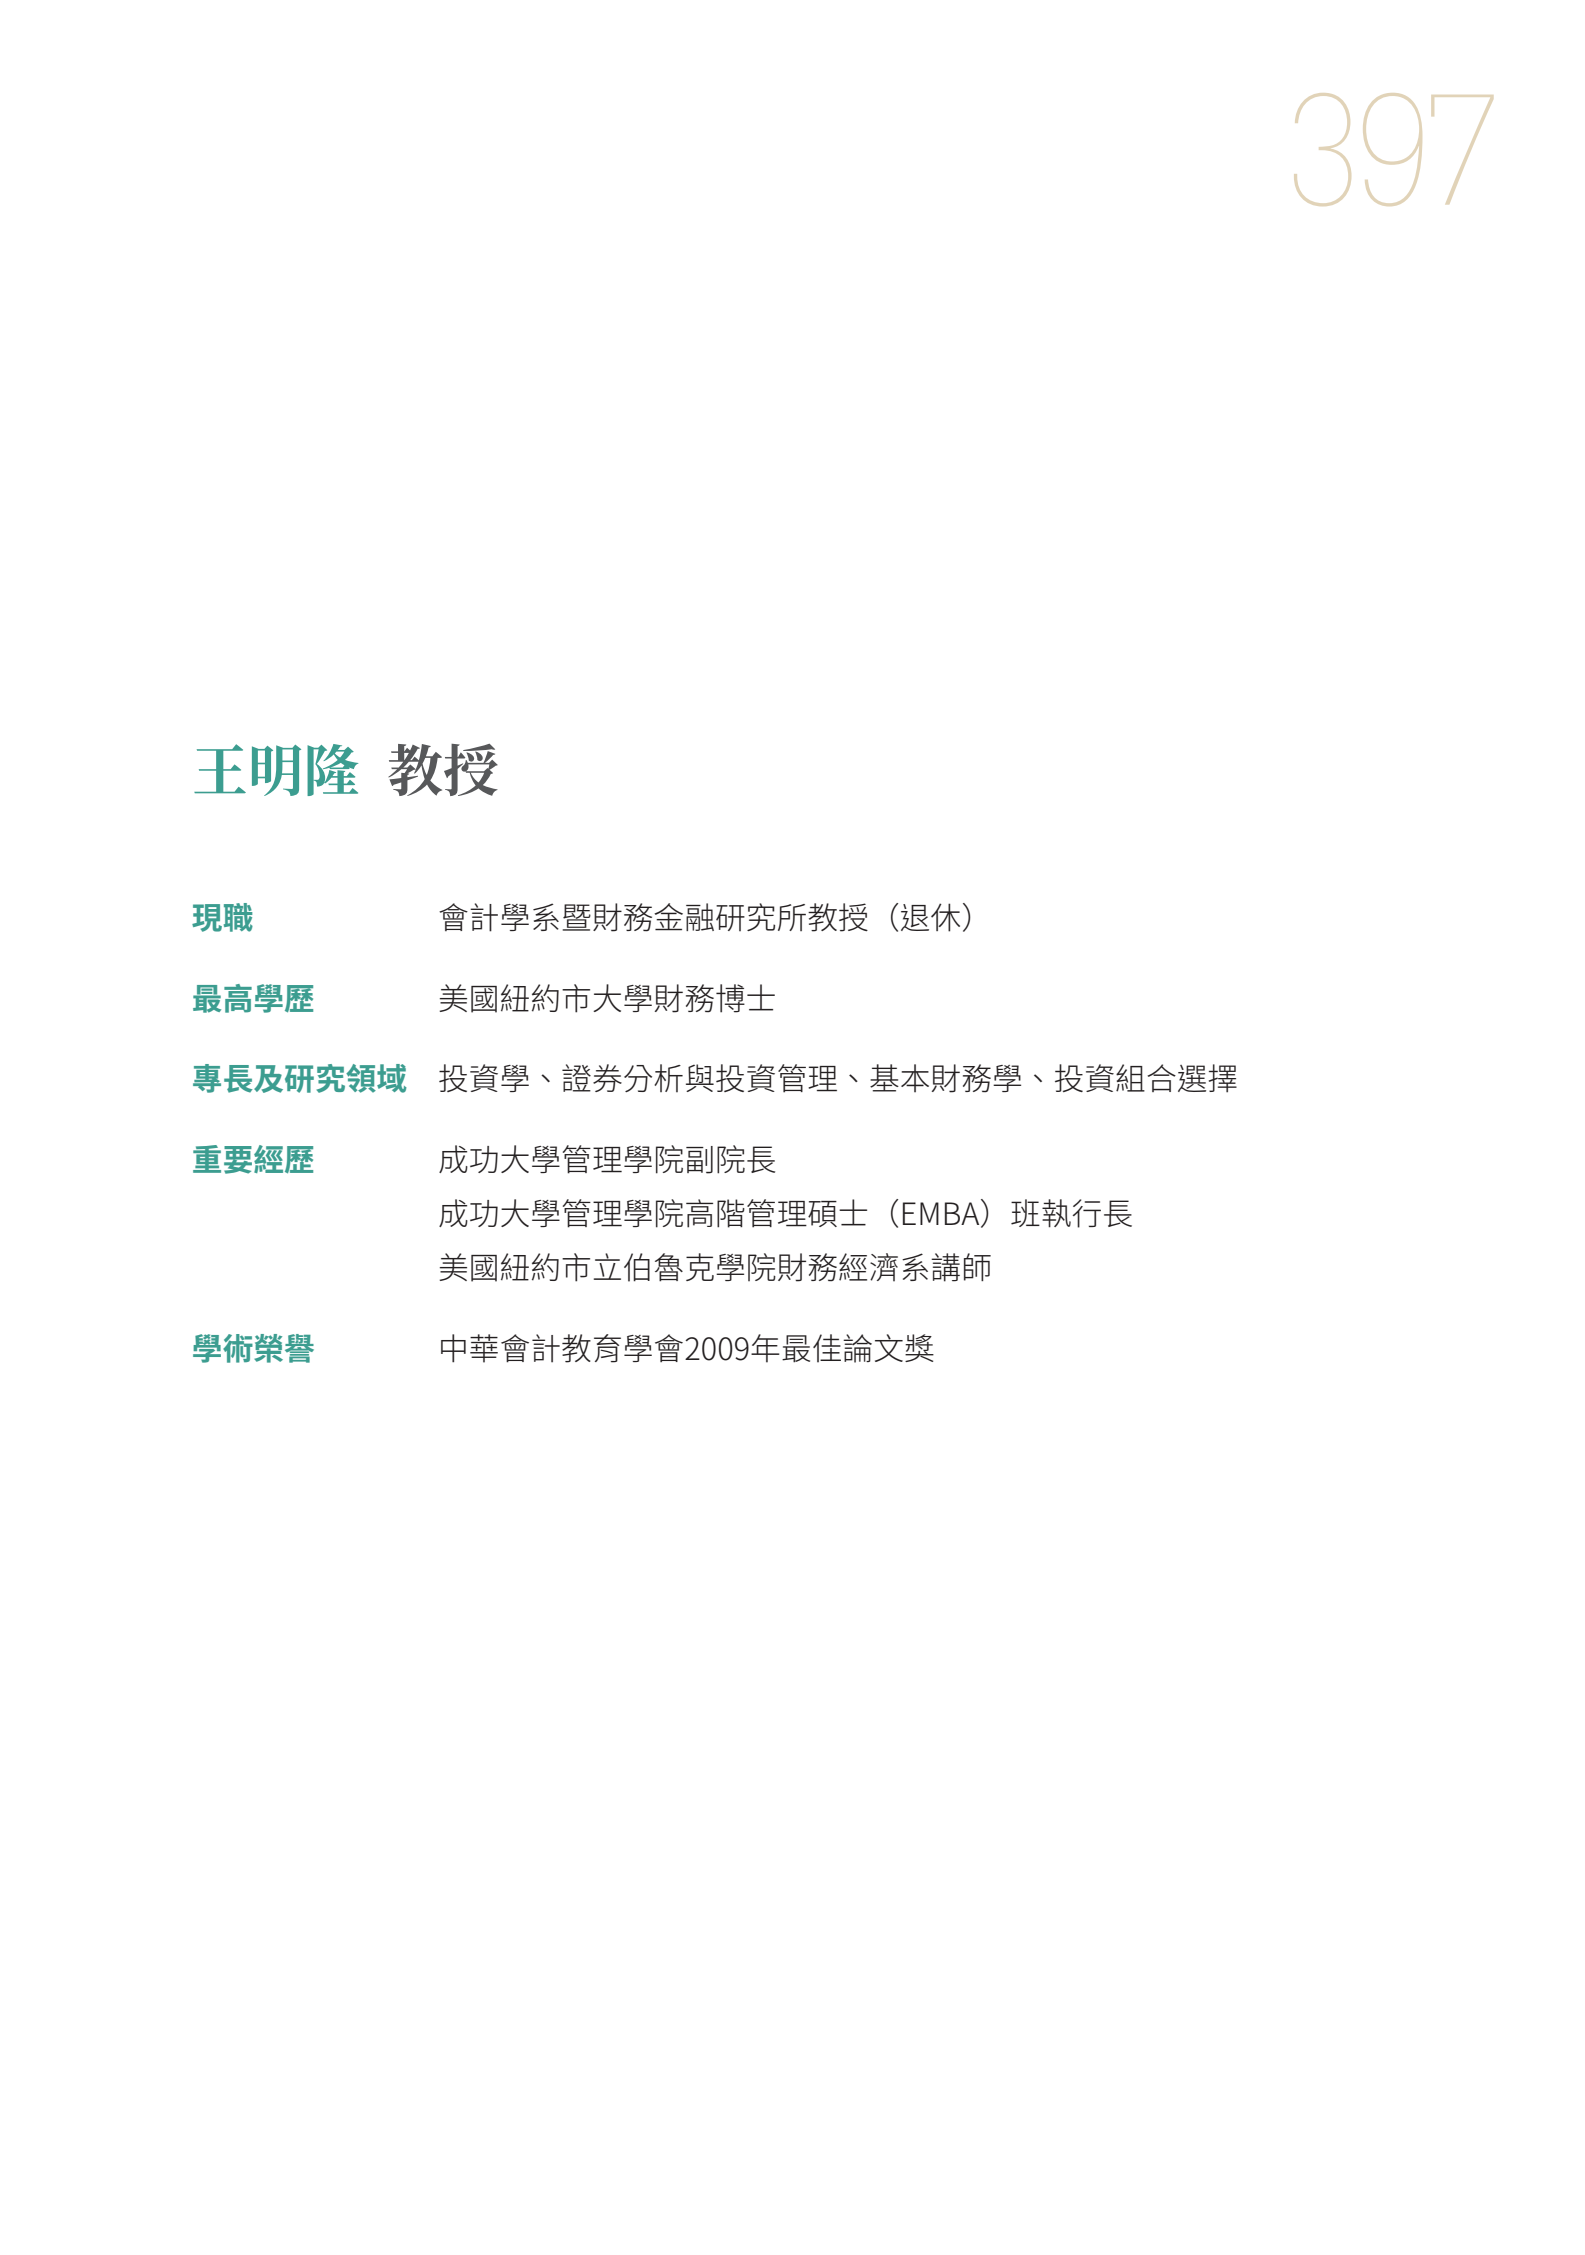 397
王明隆 教授
現職 會計學系暨財務金融研究所教授（退休）
最高學歷 美國紐約市大學財務博士
專長及研究領域 投資學、證券分析與投資管理、基本財務學、投資組合選擇
重要經歷 成功大學管理學院副院長
成功大學管理學院高階管理碩士（EMBA）班執行長
美國紐約市立伯魯克學院財務經濟系講師
學術榮譽 中華會計教育學會2009年最佳論文獎